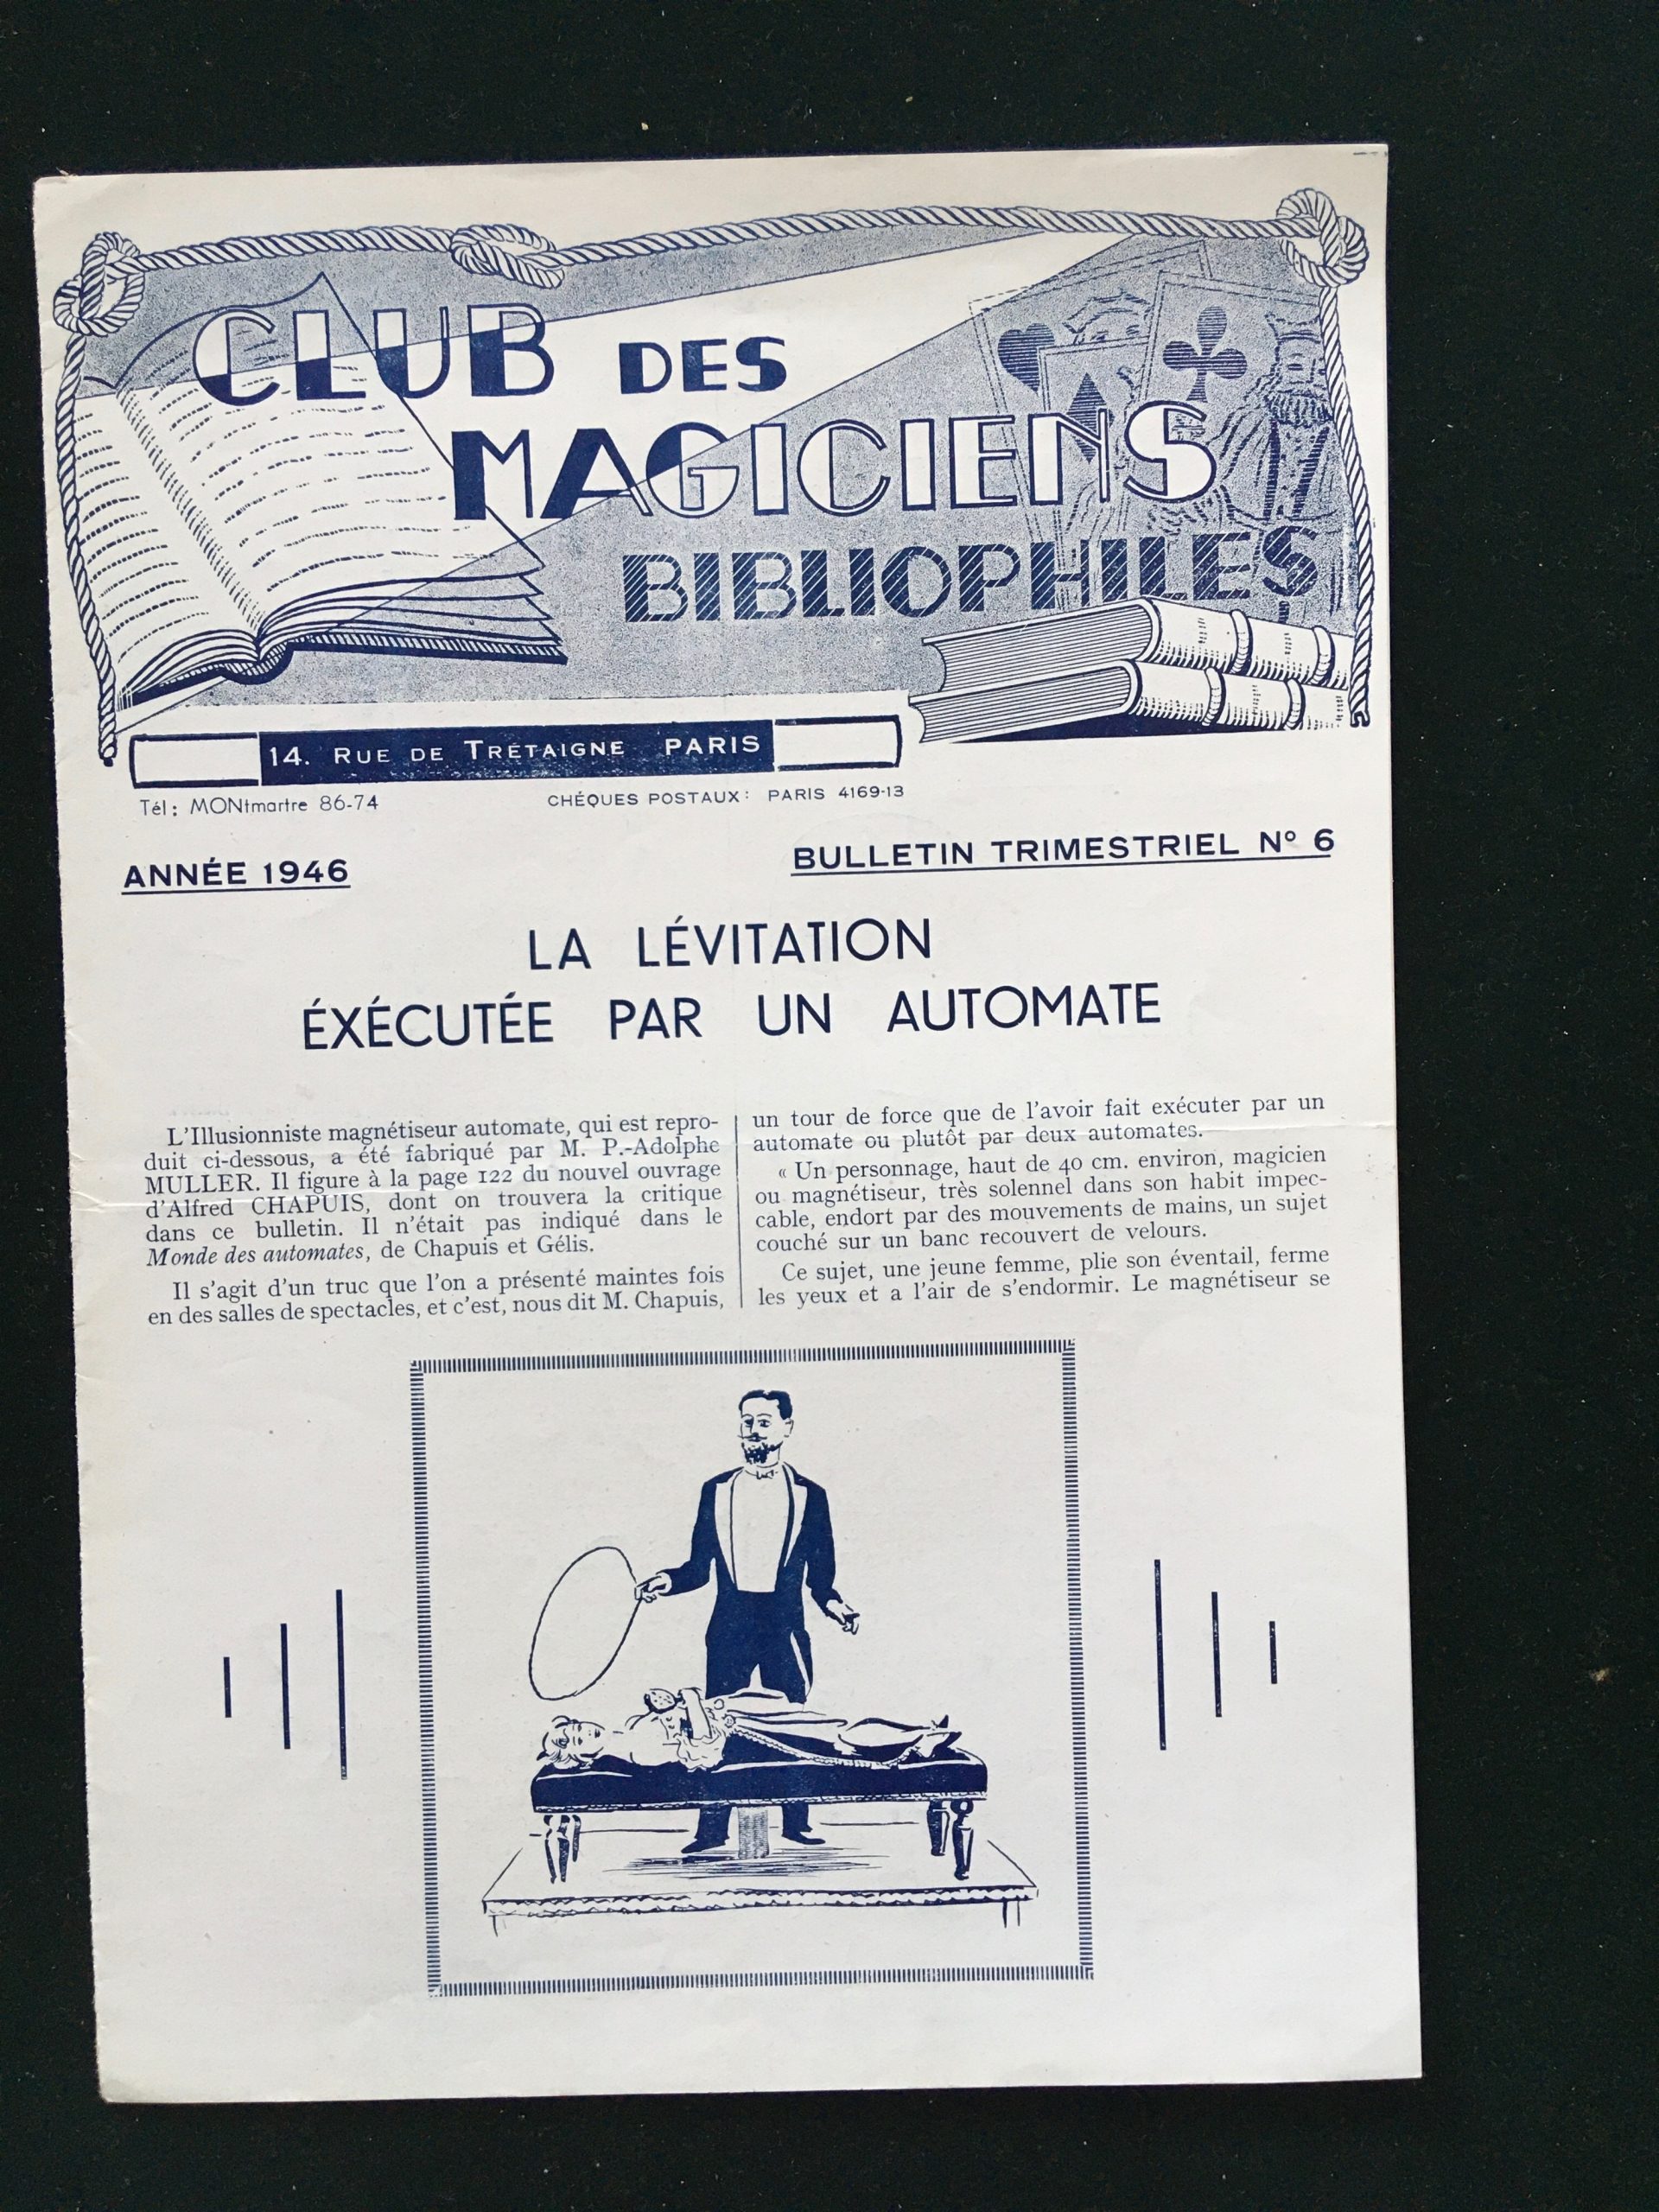 CLUB DES
MAGICIENS
BIBLIOPHILES
14. RUE DE TRÉTAIGNE PARIS
Tél: MONtmartre 86-74
CHÉQUES POSTAUX: PARIS 4169-13
ANNÉE 1946
BULLETIN TRIMESTRIEL Nº 6
LA LÉVITATION
ÉXÉCUTÉE PAR UN AUTOMATE
L'Illusionniste magnétiseur automate, qui est repro-
duit ci-dessous, a été fabriqué par M. P.-Adolphe
MULLER. Il figure à la page 122 du nouvel ouvrage
d'Alfred CHAPUIS, dont on trouvera la critique
dans ce bulletin. Il n'était pas indiqué dans le
Monde des automates, de Chapuis et Gélis.
Il s'agit d'un truc que l'on a présenté maintes fois
en des salles de spectacles, et c'est, nous dit M. Chapuis,
un tour de force que de l'avoir fait exécuter par un
automate ou plutôt par deux automates.
« Un personnage, haut de 40 cm. environ, magicien
ou magnétiseur, très solennel dans son habit impec-
cable, endort par des mouvements de mains, un sujet
couché sur un banc recouvert de velours.
Ce sujet, une jeune femme, plie son éventail, ferme
les yeux et a l'air de s'endormir. Le magnétiseur se